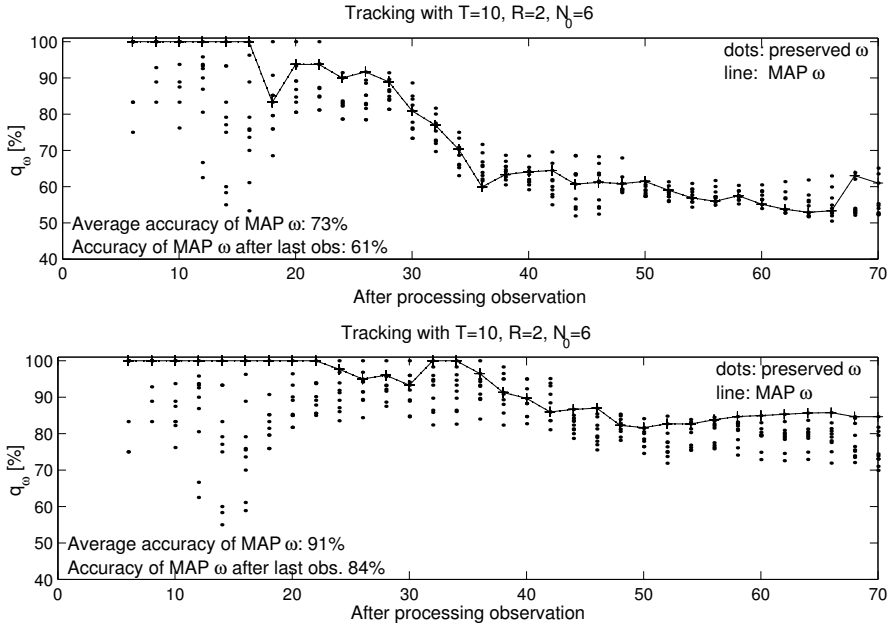 Tracking with T=10, R=2, N0=6
100
90
80
70
60
50
40
qω [%]
dots: preserved ω
line: MAP ω
Average accuracy of MAP ω: 73%
Accuracy of MAP ω after last obs: 61%
0 10 20 30 40 50 60 70
After processing observation
Tracking with T=10, R=2, N0=6
100
90
80
70
60
50
40
qω [%]
dots: preserved ω
line: MAP ω
Average accuracy of MAP ω: 91%
Accuracy of MAP ω after last obs. 84%
0 10 20 30 40 50 60 70
After processing observation